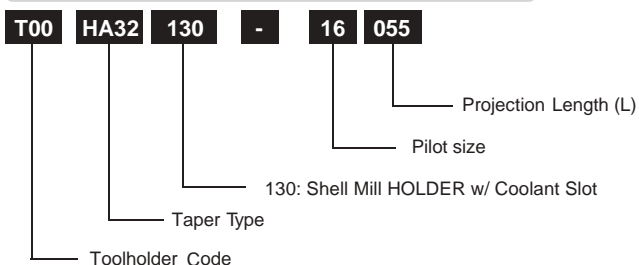 T00 HA32 130 - 16 055
Projection Length (L)
Pilot size
130: Shell Mill HOLDER w/ Coolant Slot
Taper Type
Toolholder Code